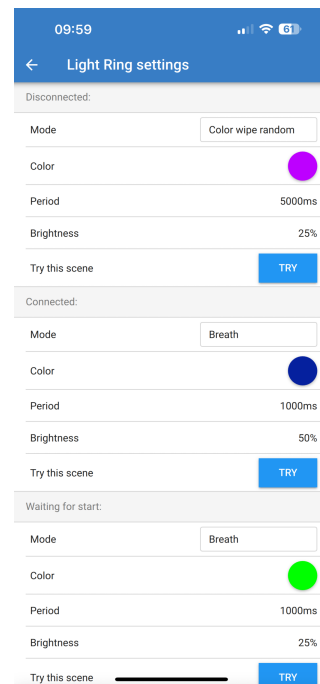 09:59
61
Light Ring settings
Disconnected:
Mode Color wipe random
Color
Period 5000ms
Brightness 25%
Try this scene TRY
Connected:
Mode Breath
Color
Period 1000ms
Brightness 50%
Try this scene TRY
Waiting for start:
Mode Breath
Color
Period 1000ms
Brightness 25%
Try this scene TRY